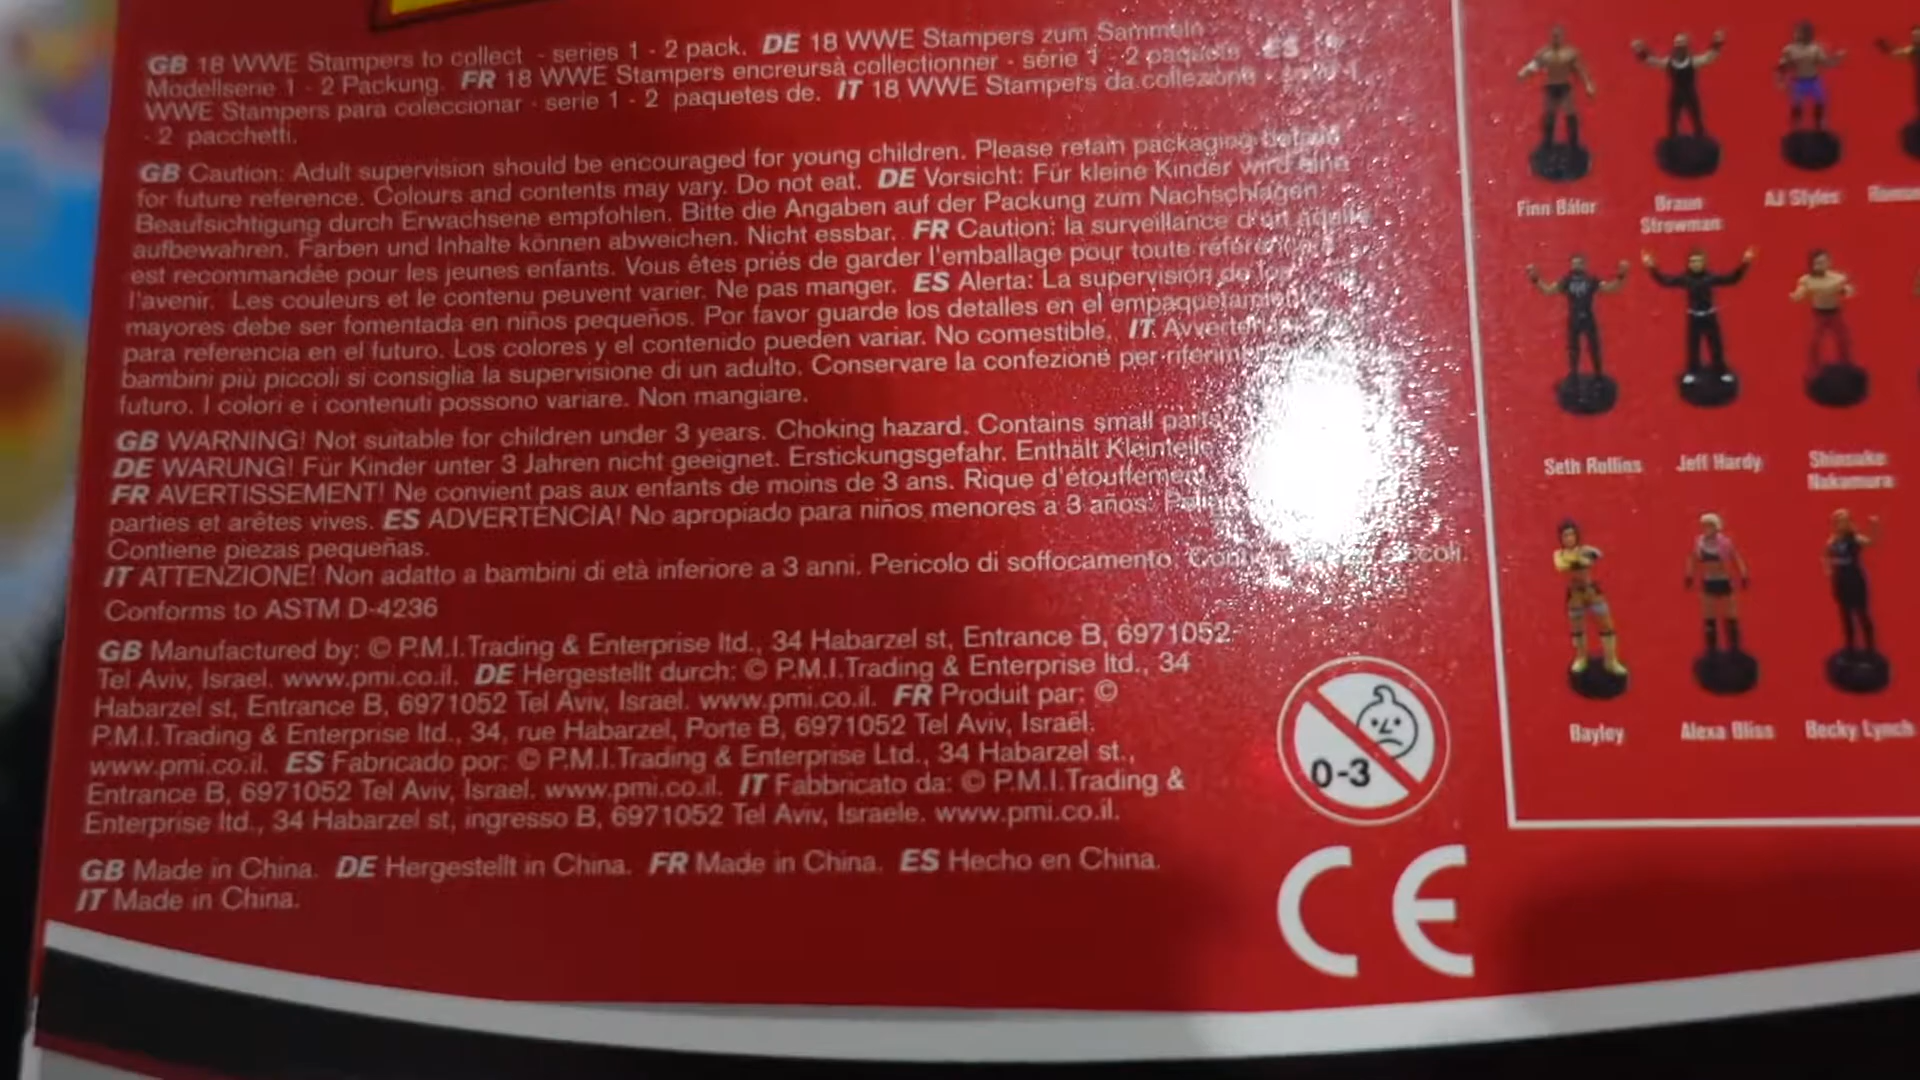 GB 18 WWE Stampers to collect - series 1 - 2 pack. DE 18 WWE Stampers zum Sammeln
Modellserie 1 - 2 Packung. FR 18 WWE Stampers encreursà collectionner - série 1 - 2 paquets ES 18
WWE Stampers para coleccionar - serie 1 - 2 paquetes de. IT 18 WWE Stampers da collezione - serie 1
- 2 pacchetti.
GB Caution: Adult supervision should be encouraged for young children. Please retain packaging details
for future reference. Colours and contents may vary. Do not eat. DE Vorsicht: Für kleine Kinder wird eine
Beaufsichtigung durch Erwachsene empfohlen. Bitte die Angaben auf der Packung zum Nachschlagen
aufbewahren. Farben und Inhalte können abweichen. Nicht essbar. FR Caution: la surveillance d'un adulte
est recommandée pour les jeunes enfants. Vous êtes priés de garder l'emballage pour toute référence
l'avenir. Les couleurs et le contenu peuvent varier. Ne pas manger. ES Alerta: La supervisión de los
mayores debe ser fomentada en niños pequeños. Por favor guarde los detalles en el
para referencia en el futuro. Los colores y el contenido pueden variar. No comestible. IT
bambini più piccoli si consiglia la supervisione di un adulto. Conservare la confezione per
futuro. I colori e i contenuti possono variare. Non mangiare.
GB WARNING! Not suitable for children under 3 years. Choking hazard. Contains small
DE WARUNG! Für Kinder unter 3 Jahren nicht geeignet. Erstickungsgefahr. Enthält Kleinteile
FR AVERTISSEMENT! Ne convient pas aux enfants de moins de 3 ans. Rique d'étouffement
parties et arêtes vives. ES ADVERTENCIA! No apropiado para niños menores a 3 años.
Contiene piezas pequeñas.
IT ATTENZIONE! Non adatto a bambini di età inferiore a 3 anni. Pericolo di soffocamento.
Conforms to ASTM D-4236
GB Manufactured by: © P.M.I.Trading & Enterprise ltd., 34 Habarzel st, Entrance B, 6971052
Tel Aviv, Israel. www.pmi.co.il. DE Hergestellt durch: © P.M.I.Trading & Enterprise ltd., 34
Habarzel st, Entrance B, 6971052 Tel Aviv, Israel. www.pmi.co.il. FR Produit par: ©
P.M.I.Trading & Enterprise ltd., 34, rue Habarzel, Porte B, 6971052 Tel Aviv, Israël.
www.pmi.co.il. ES Fabricado por: © P.M.I.Trading & Enterprise Ltd., 34 Habarzel st.,
Entrance B, 6971052 Tel Aviv, Israel. www.pmi.co.il. IT Fabbricato da: © P.M.I.Trading &
Enterprise ltd., 34 Habarzel st, ingresso B, 6971052 Tel Aviv, Israele. www.pmi.co.il.
GB Made in China. DE Hergestellt in China. FR Made in China. ES Hecho en China.
IT Made in China.
0-3
CE
Finn Bálor
Braun
Strowman
AJ Styles
Seth Rollins
Jeff Hardy
Shinsuke
Nakamura
Bayley
Alexa Bliss
Becky Lynch